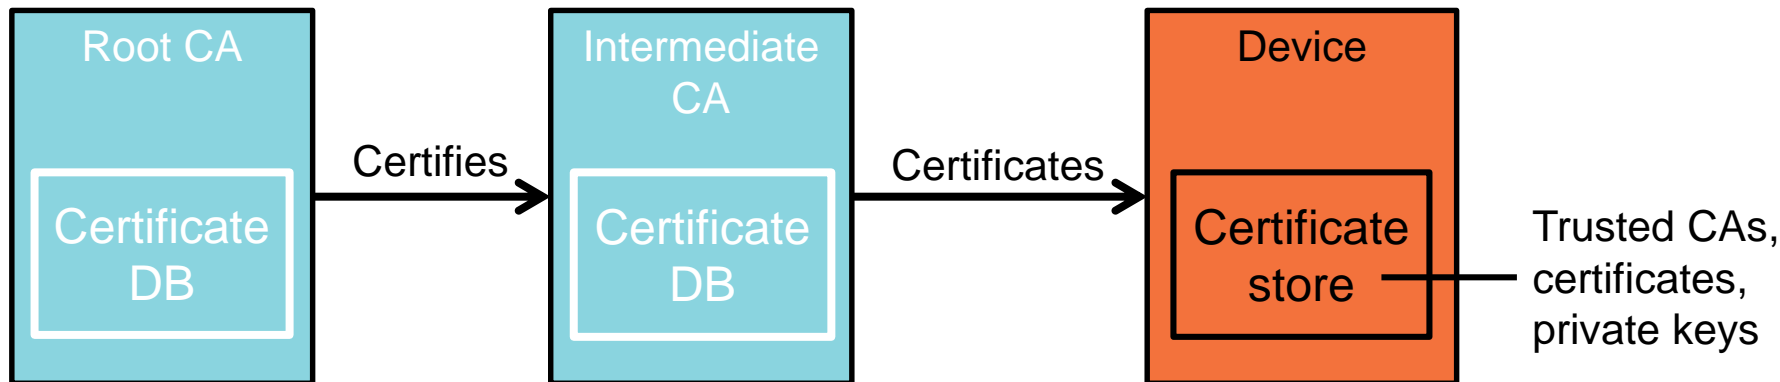 Root CA
Certificate
DB
Certifies
Intermediate
CA
Certificate
DB
Certificates
Device
Certificate
store
Trusted CAs,
certificates,
private keys